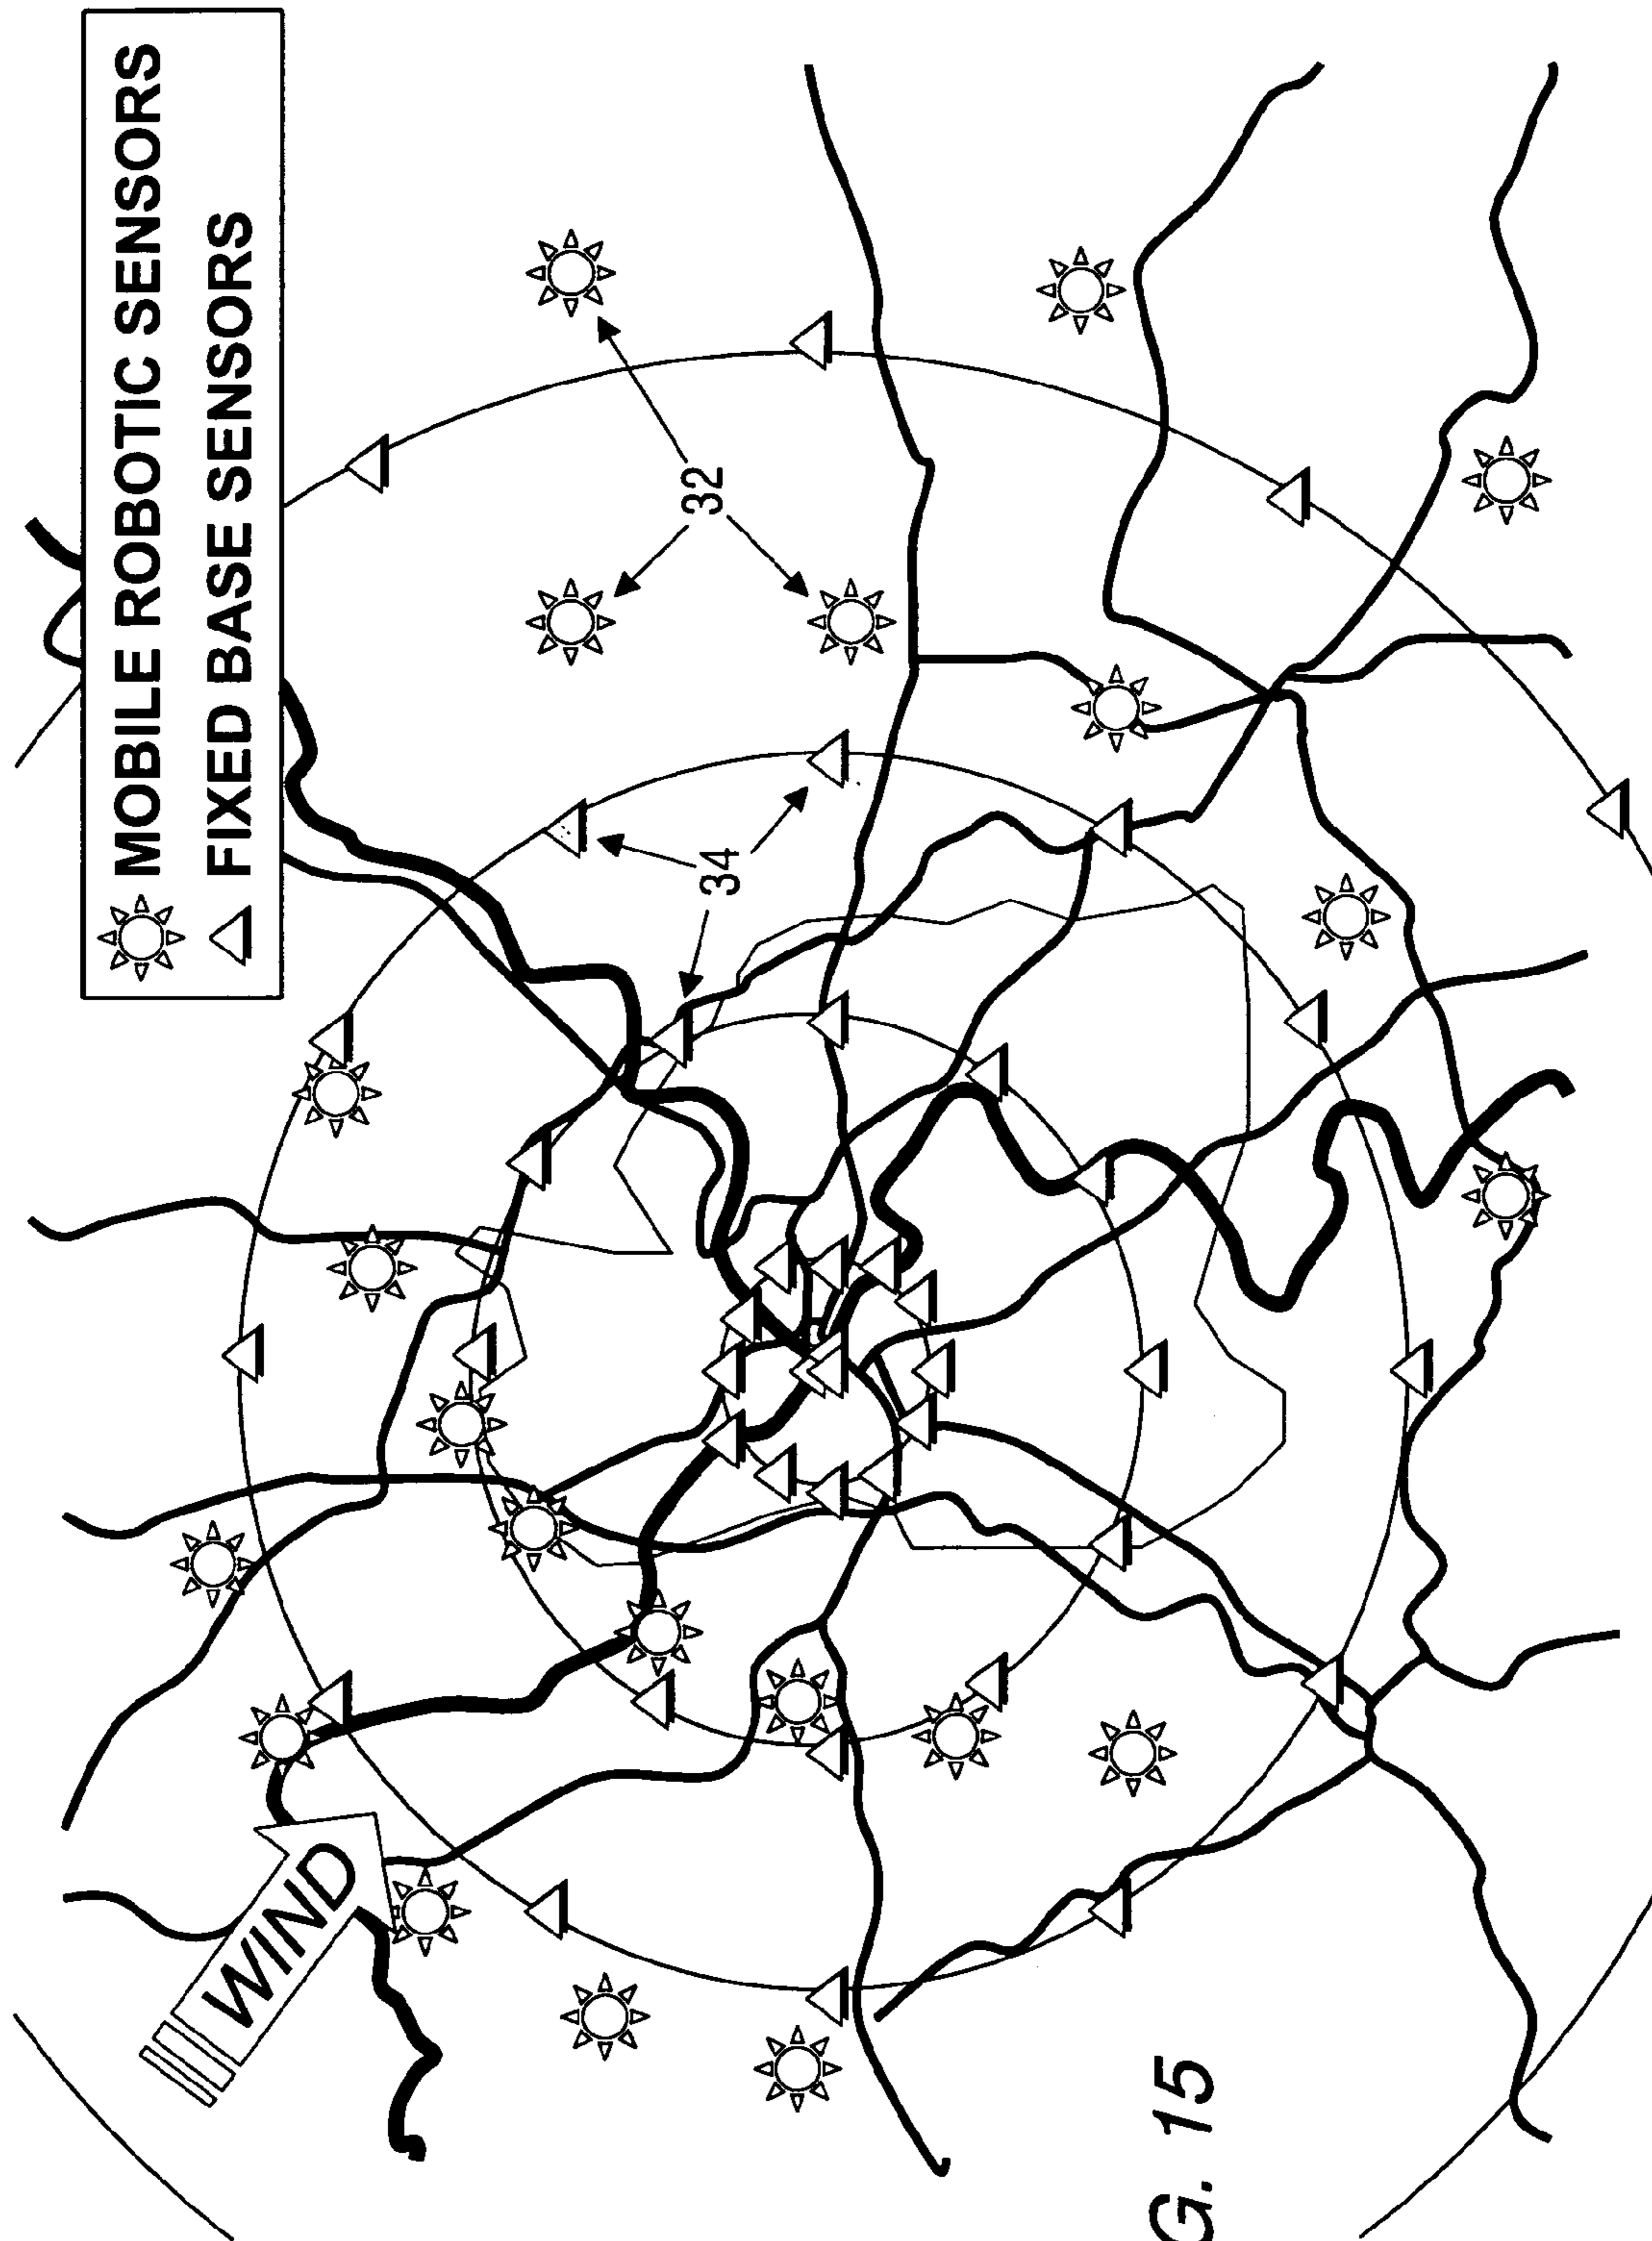 MOBILE ROBOTIC SENSORS
FIXED BASE SENSORS
32
34
WIND
G. 15